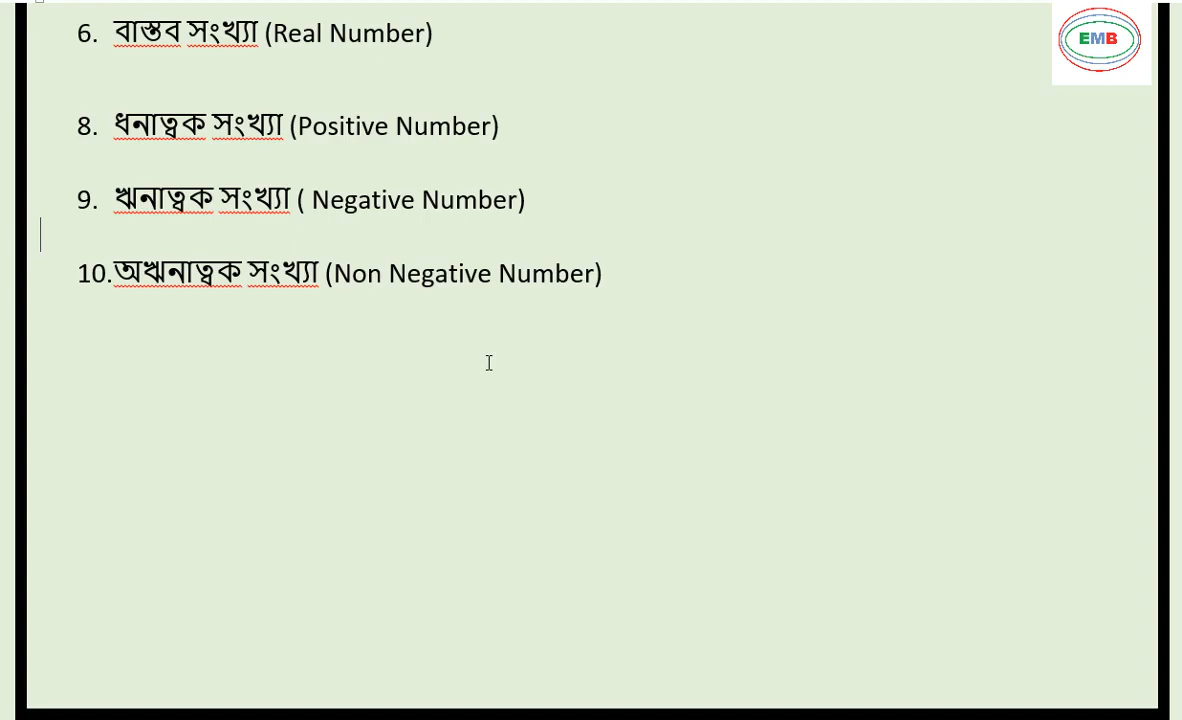 6. বাস্তব সংখ্যা (Real Number)
EMB
8. ধনাত্বক সংখ্যা (Positive Number)
9. ঋনাত্বক সংখ্যা ( Negative Number)
10.অঋনাত্বক সংখ্যা (Non Negative Number)